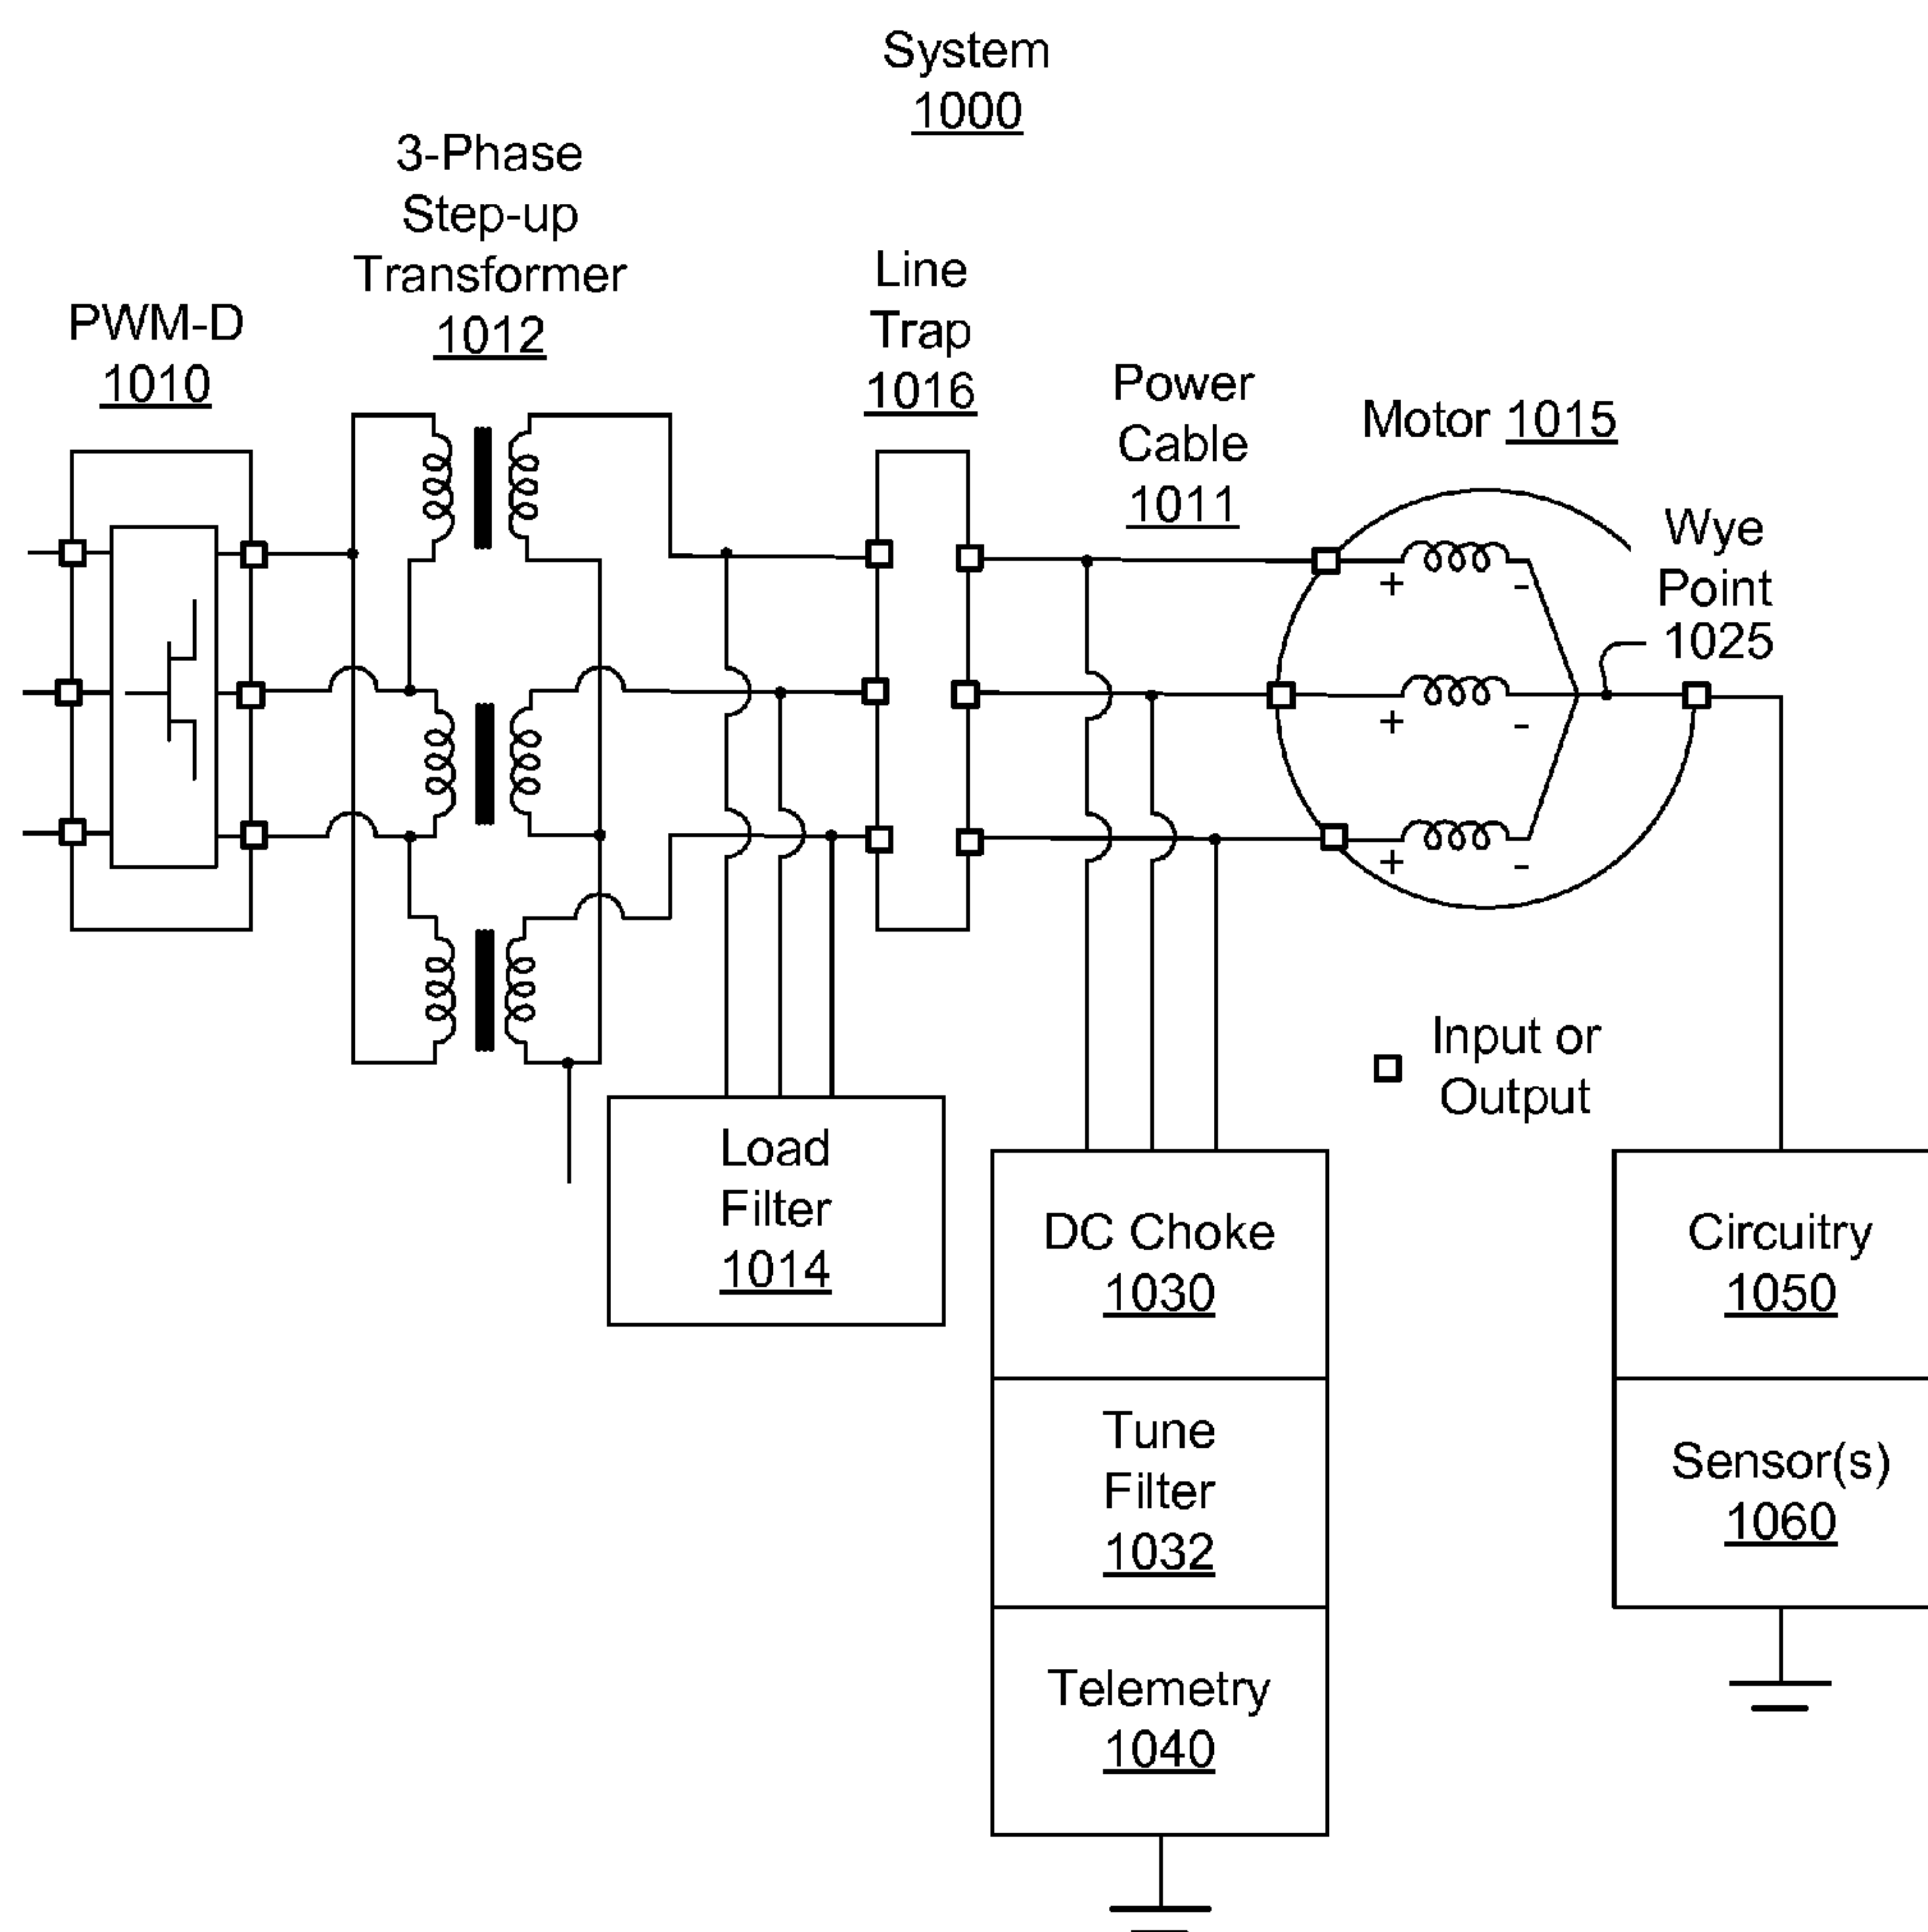 System
1000
3-Phase
Step-up
Transformer
1012
PWM-D
1010
Line
Trap
1016
Power
Cable
1011
Motor 1015
Wye
Point
1025
+
-
+
-
+
-
Input or
Output
Load
Filter
1014
DC Choke
1030
Tune
Filter
1032
Telemetry
1040
Circuitry
1050
Sensor(s)
1060